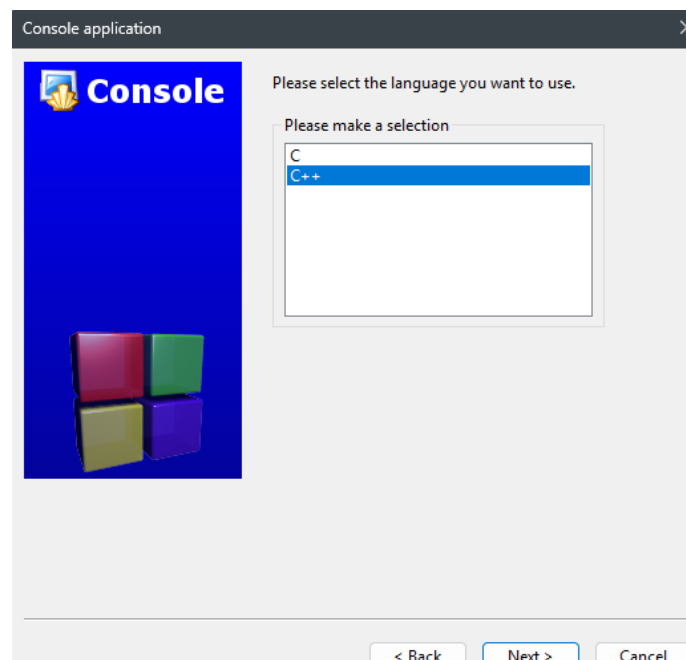 Console application
Console
Please select the language you want to use.
Please make a selection
C
C++
< Back
Next >
Cancel